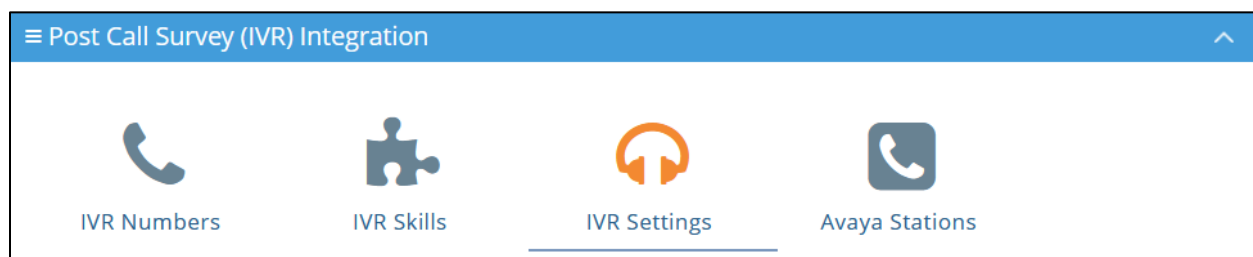 Post Call Survey (IVR) Integration
IVR Numbers
IVR Skills
IVR Settings
Avaya Stations